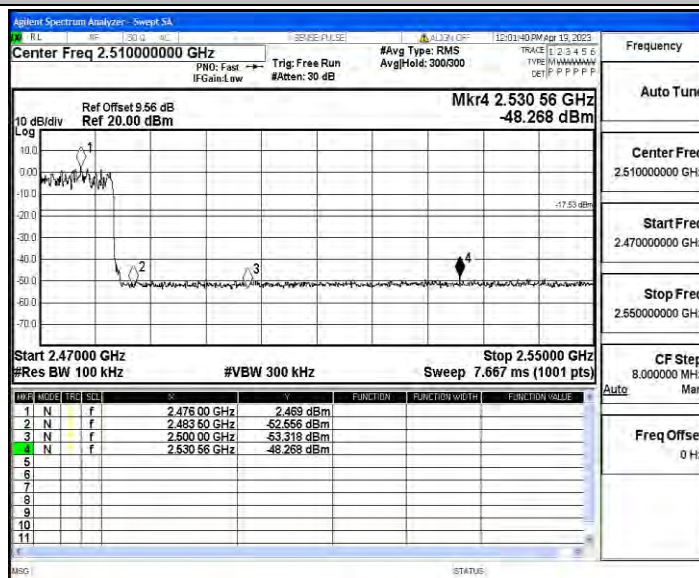 Agilent Spectrum Analyzer - Swept SA
RL RF 50 Ω AC SENSE:PULSE ALIGN OFF 12:01:40 PM Apr 19, 2023
Center Freq 2.510000000 GHz
PNO: Fast
IFGain:Low
Trig: Free Run
#Atten: 30 dB
#Avg Type: RMS
Avg|Hold: 300/300
TRACE 1 2 3 4 5 6
TYPE M W W W W W
DET P P P P P P
Ref Offset 9.56 dB
10 dB/div Ref 20.00 dBm
Mkr4 2.530 56 GHz
-48.268 dBm
Log
10.0
0.00
-10.0
-20.0
-30.0
-40.0
-50.0
-60.0
-70.0
1
2
3
4
-17.53 dBm
Start 2.47000 GHz
#Res BW 100 kHz
#VBW 300 kHz
Stop 2.55000 GHz
Sweep 7.667 ms (1001 pts)
MKR MODE TRC SCL X Y FUNCTION FUNCTION WIDTH FUNCTION VALUE
1 N f 2.476 00 GHz 2.469 dBm
2 N f 2.483 50 GHz -52.556 dBm
3 N f 2.500 00 GHz -53.318 dBm
4 N f 2.530 56 GHz -48.268 dBm
5
6
7
8
9
10
11
MSG STATUS
Frequency
Auto Tune
Center Freq
2.510000000 GHz
Start Freq
2.470000000 GHz
Stop Freq
2.550000000 GHz
CF Step
8.000000 MHz
Auto Man
Freq Offset
0 Hz